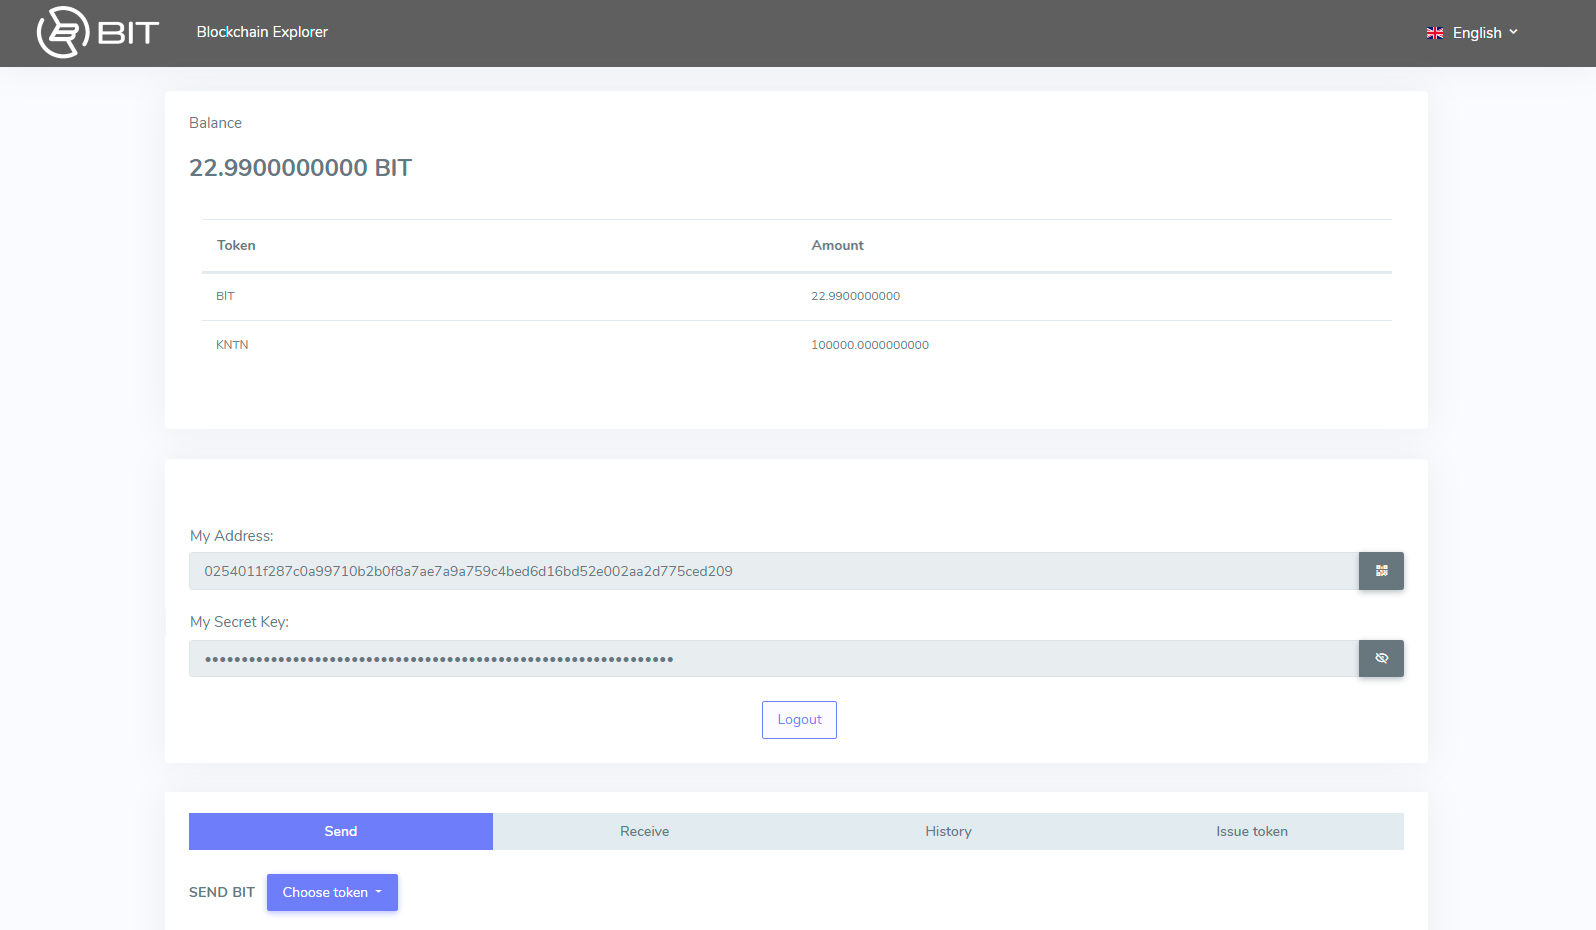 BIT
Blockchain Explorer
English
Balance
22.9900000000 BIT
Token Amount
BIT 22.9900000000
KNTN 100000.0000000000
My Address:
0254011f287c0a99710b2b0f8a7ae7a9a759c4bed6d16bd52e002aa2d775ced209
My Secret Key:
Logout
Send Receive History Issue token
SEND BIT Choose token